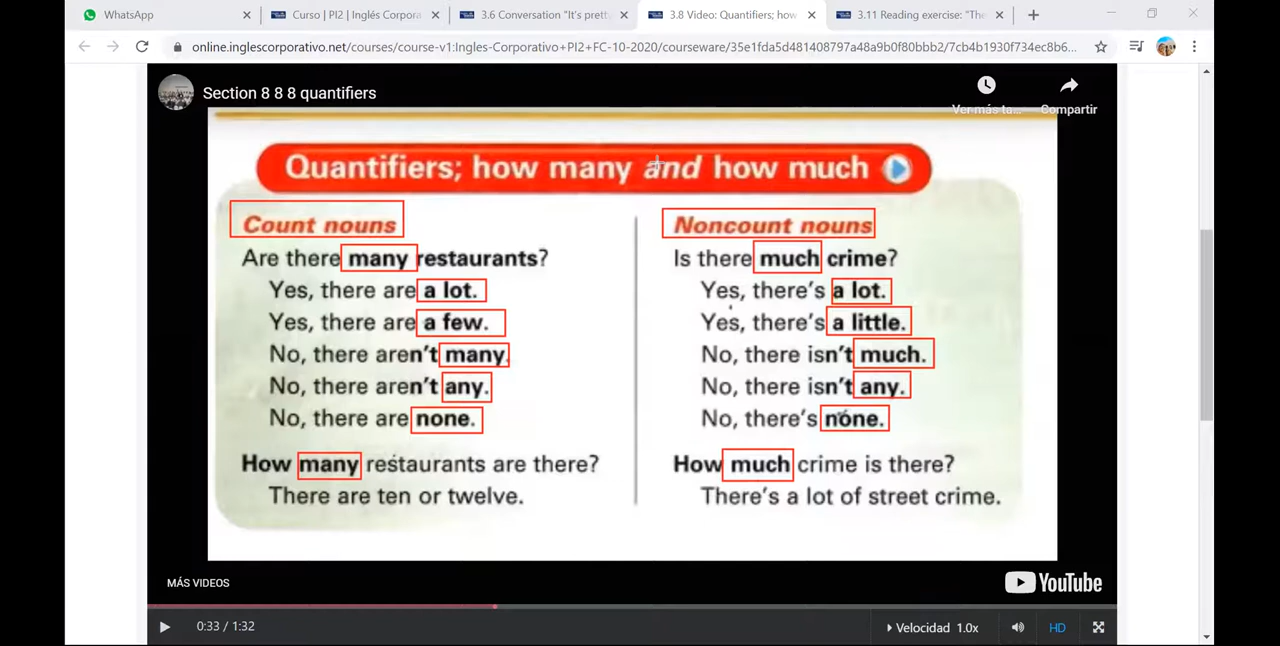 WhatsApp
Curso | PI2 | Inglés Corpora
3.6 Conversation "It's prett
3.8 Video: Quantifiers; how
3.11 Reading exercise: "The
online.inglescorporativo.net/courses/course-v1:Ingles-Corporativo+PI2+FC-10-2020/courseware/35e1fda5d481408797a48a9b0f80bbb2/7cb4b1930f734ec8b6...
Section 8 8 8 quantifiers
Ver más ta...
Compartir
Quantifiers; how many and how much
Count nouns
Are there many restaurants?
Yes, there are a lot.
Yes, there are a few.
No, there aren't many.
No, there aren't any.
No, there are none.
How many restaurants are there?
There are ten or twelve.
Noncount nouns
Is there much crime?
Yes, there's a lot.
Yes, there's a little.
No, there isn't much.
No, there isn't any.
No, there's none.
How much crime is there?
There's a lot of street crime.
MÁS VIDEOS
YouTube
0:33 / 1:32
Velocidad 1.0x
HD